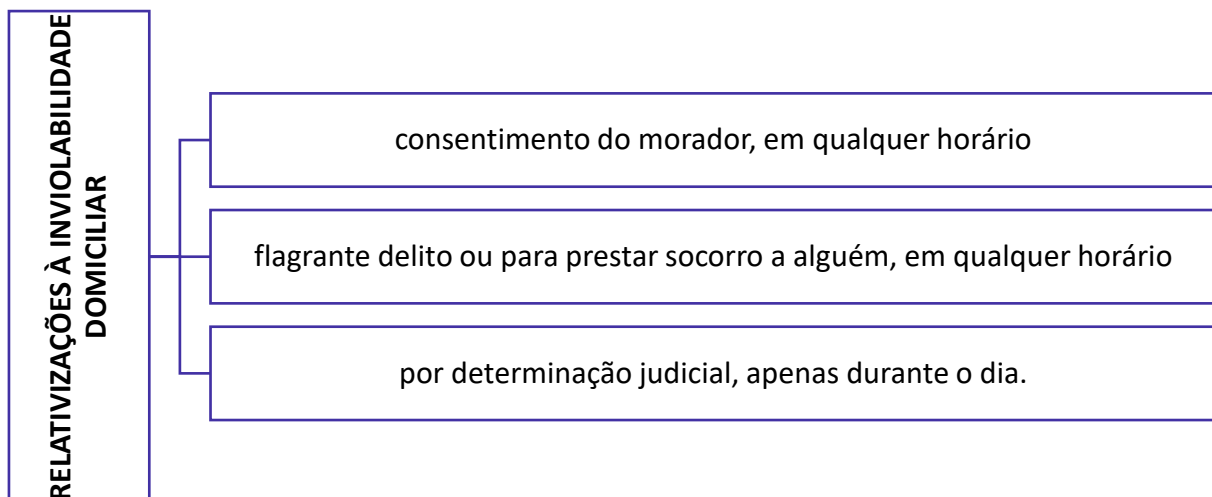 RELATIVIZAÇÕES À INVIOLABILIDADE
DOMICILIAR
consentimento do morador, em qualquer horário
flagrante delito ou para prestar socorro a alguém, em qualquer horário
por determinação judicial, apenas durante o dia.